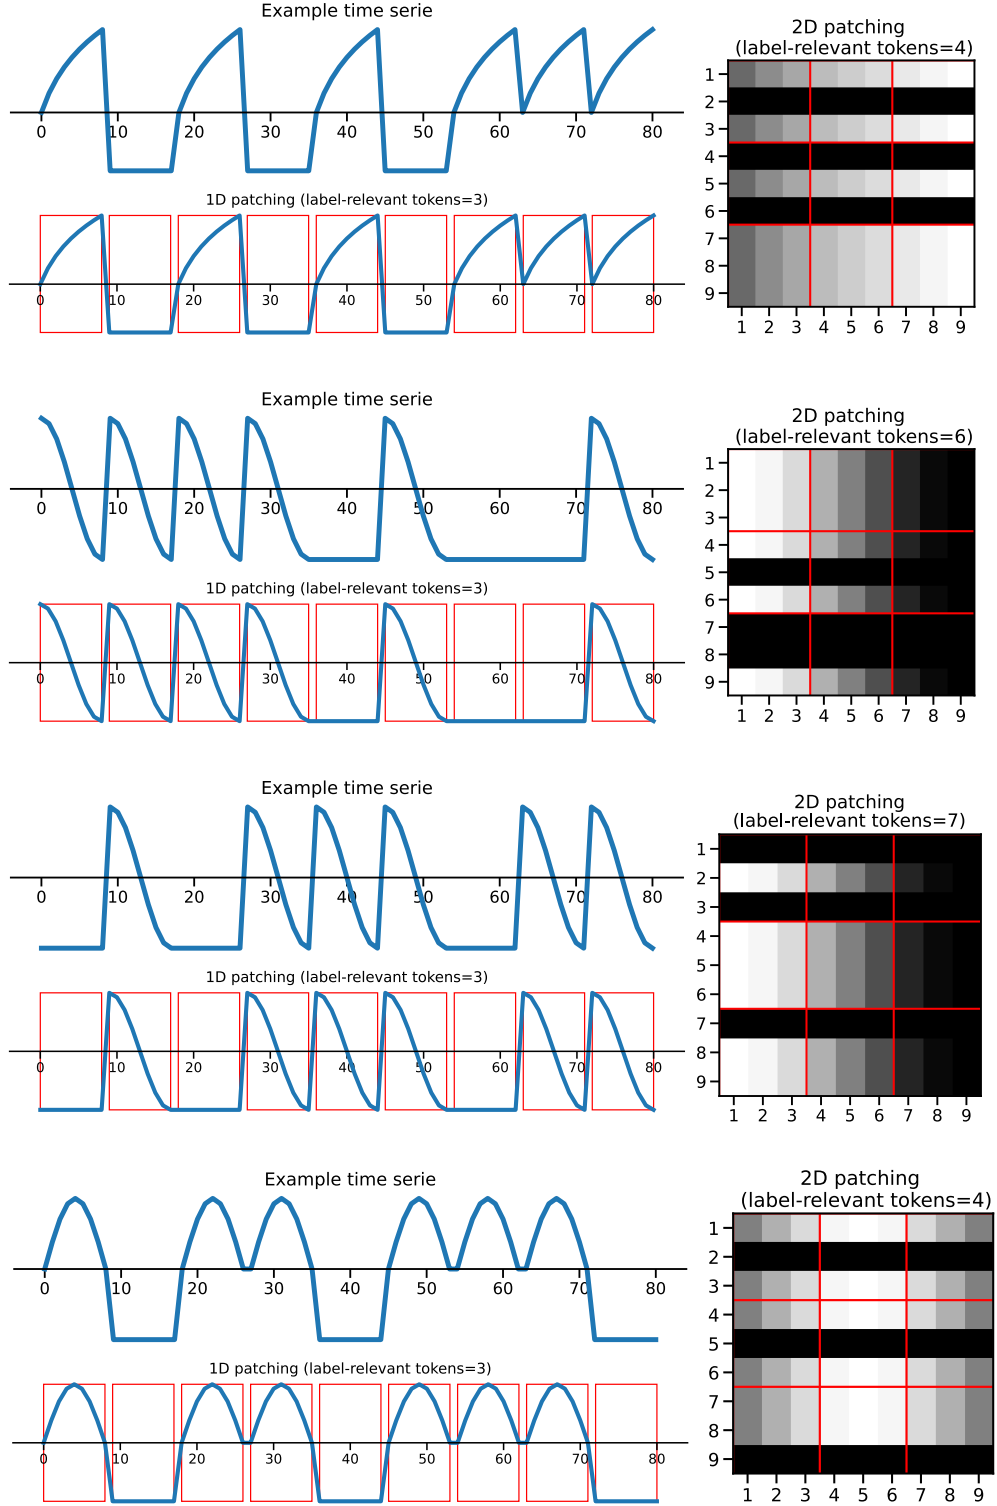 Example time serie
0 10 20 30 40 50 60 70 80
1D patching (label-relevant tokens=3)
0 10 20 30 40 50 60 70 80
2D patching
(label-relevant tokens=4)
1
2
3
4
5
6
7
8
9
1 2 3 4 5 6 7 8 9
Example time serie
0 10 20 30 40 50 60 70 80
1D patching (label-relevant tokens=3)
0 10 20 30 40 50 60 70 80
2D patching
(label-relevant tokens=6)
1
2
3
4
5
6
7
8
9
1 2 3 4 5 6 7 8 9
Example time serie
0 10 20 30 40 50 60 70 80
1D patching (label-relevant tokens=3)
0 10 20 30 40 50 60 70 80
2D patching
(label-relevant tokens=7)
1
2
3
4
5
6
7
8
9
1 2 3 4 5 6 7 8 9
Example time serie
0 10 20 30 40 50 60 70 80
1D patching (label-relevant tokens=3)
0 10 20 30 40 50 60 70 80
2D patching
(label-relevant tokens=4)
1
2
3
4
5
6
7
8
9
1 2 3 4 5 6 7 8 9